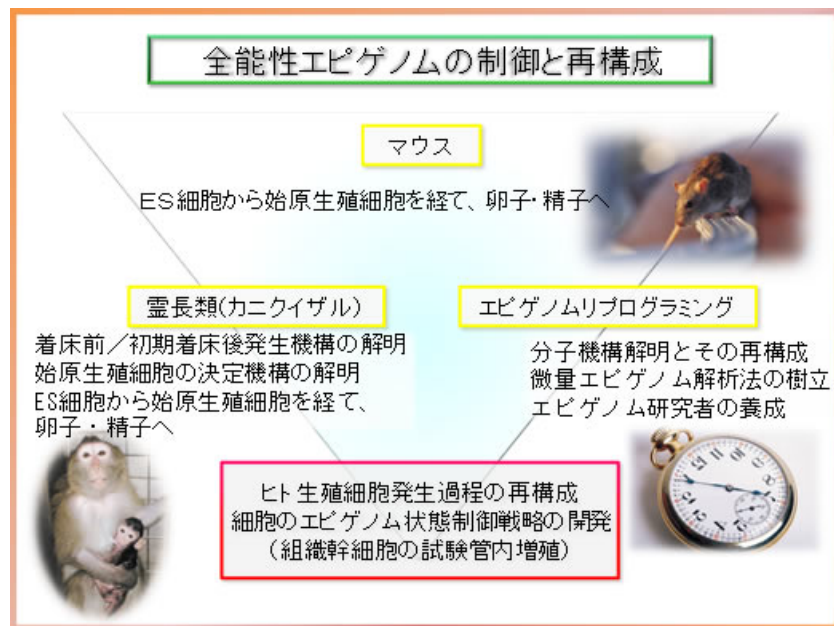 全能性エピゲノムの制御と再構成
マウス
ES細胞から始原生殖細胞を経て、卵子・精子へ
霊長類(カニクイザル)
着床前／初期着床後発生機構の解明
始原生殖細胞の決定機構の解明
ES細胞から始原生殖細胞を経て、
卵子・精子へ
エピゲノムリプログラミング
分子機構解明とその再構成
微量エピゲノム解析法の樹立
エピゲノム研究者の養成
ヒト生殖細胞発生過程の再構成
細胞のエピゲノム状態制御戦略の開発
(組織幹細胞の試験管内増殖)